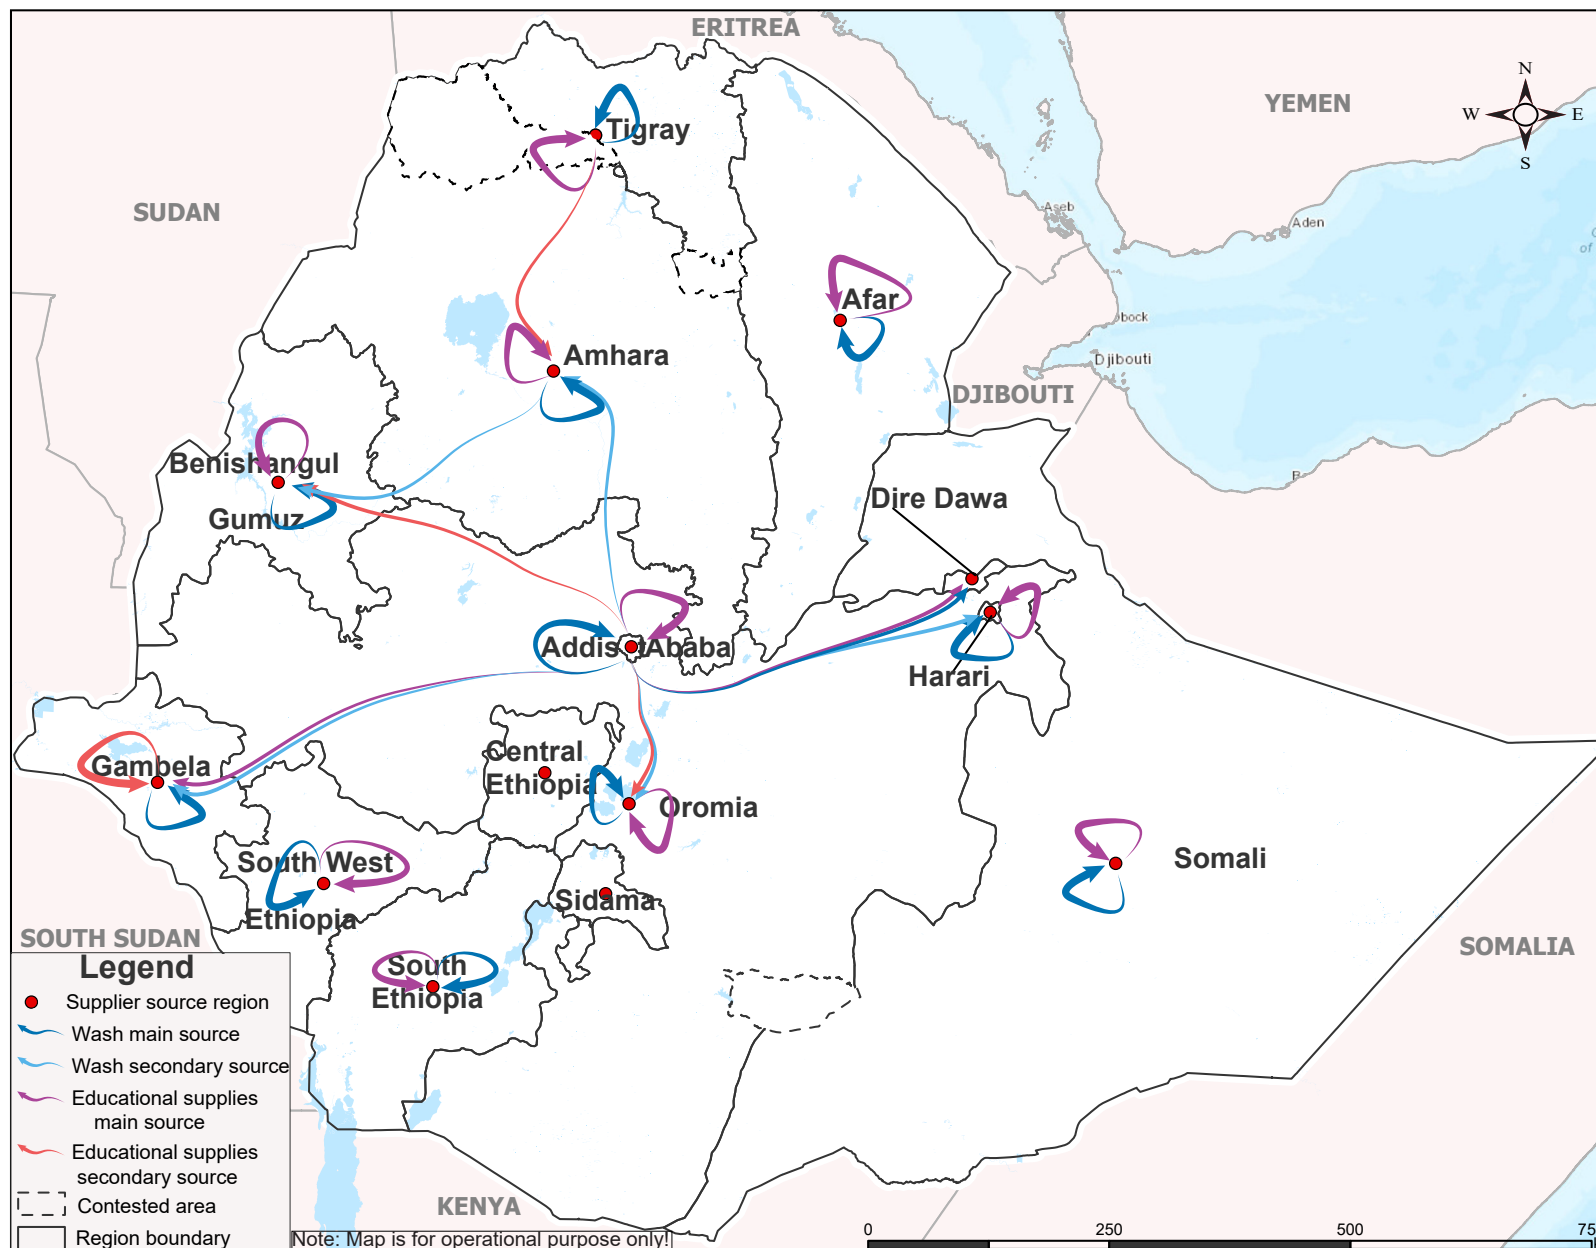 ERITREA
YEMEN
N
W
E
S
Tigray
SUDAN
Aseb
Aden
Afar
bock
Amhara
Djibouti
DJIBOUTI
Benishangul
Gumuz
Dire Dawa
Addis
Ababa
Harari
Central
Ethiopia
Gambela
Oromia
South West
Ethiopia
Somali
Sidama
SOUTH SUDAN
SOMALIA
South
Ethiopia
Legend
Supplier source region
Wash main source
Wash secondary source
Educational supplies
main source
Educational supplies
secondary source
Contested area
Region boundary
KENYA
Note: Map is for operational purpose only!
0
250
500
75